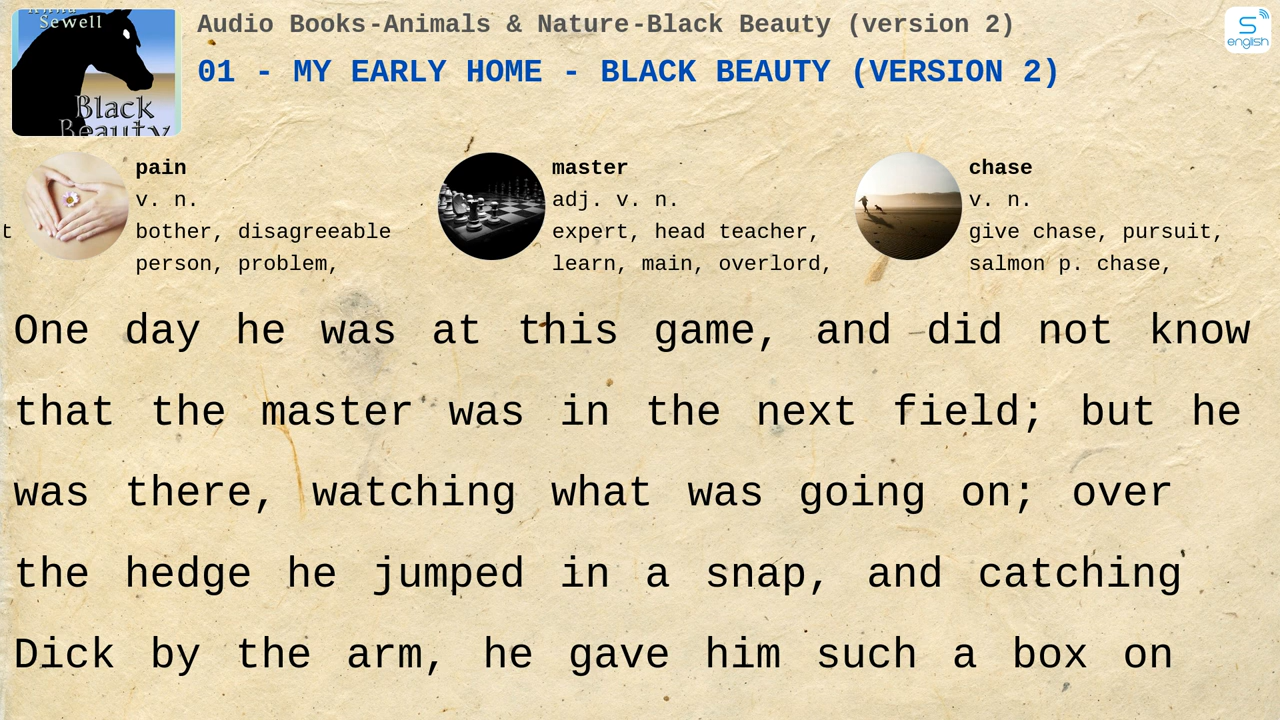 Anna
Sewell
Black
Beauty
Audio Books-Animals & Nature-Black Beauty (version 2)
01 - MY EARLY HOME - BLACK BEAUTY (VERSION 2)
S
english
pain
v. n.
bother, disagreeable
person, problem,
t
master
adj. v. n.
expert, head teacher,
learn, main, overlord,
chase
v. n.
give chase, pursuit,
salmon p. chase,
One day he was at this game, and did not know
that the master was in the next field; but he
was there, watching what was going on; over
the hedge he jumped in a snap, and catching
Dick by the arm, he gave him such a box on